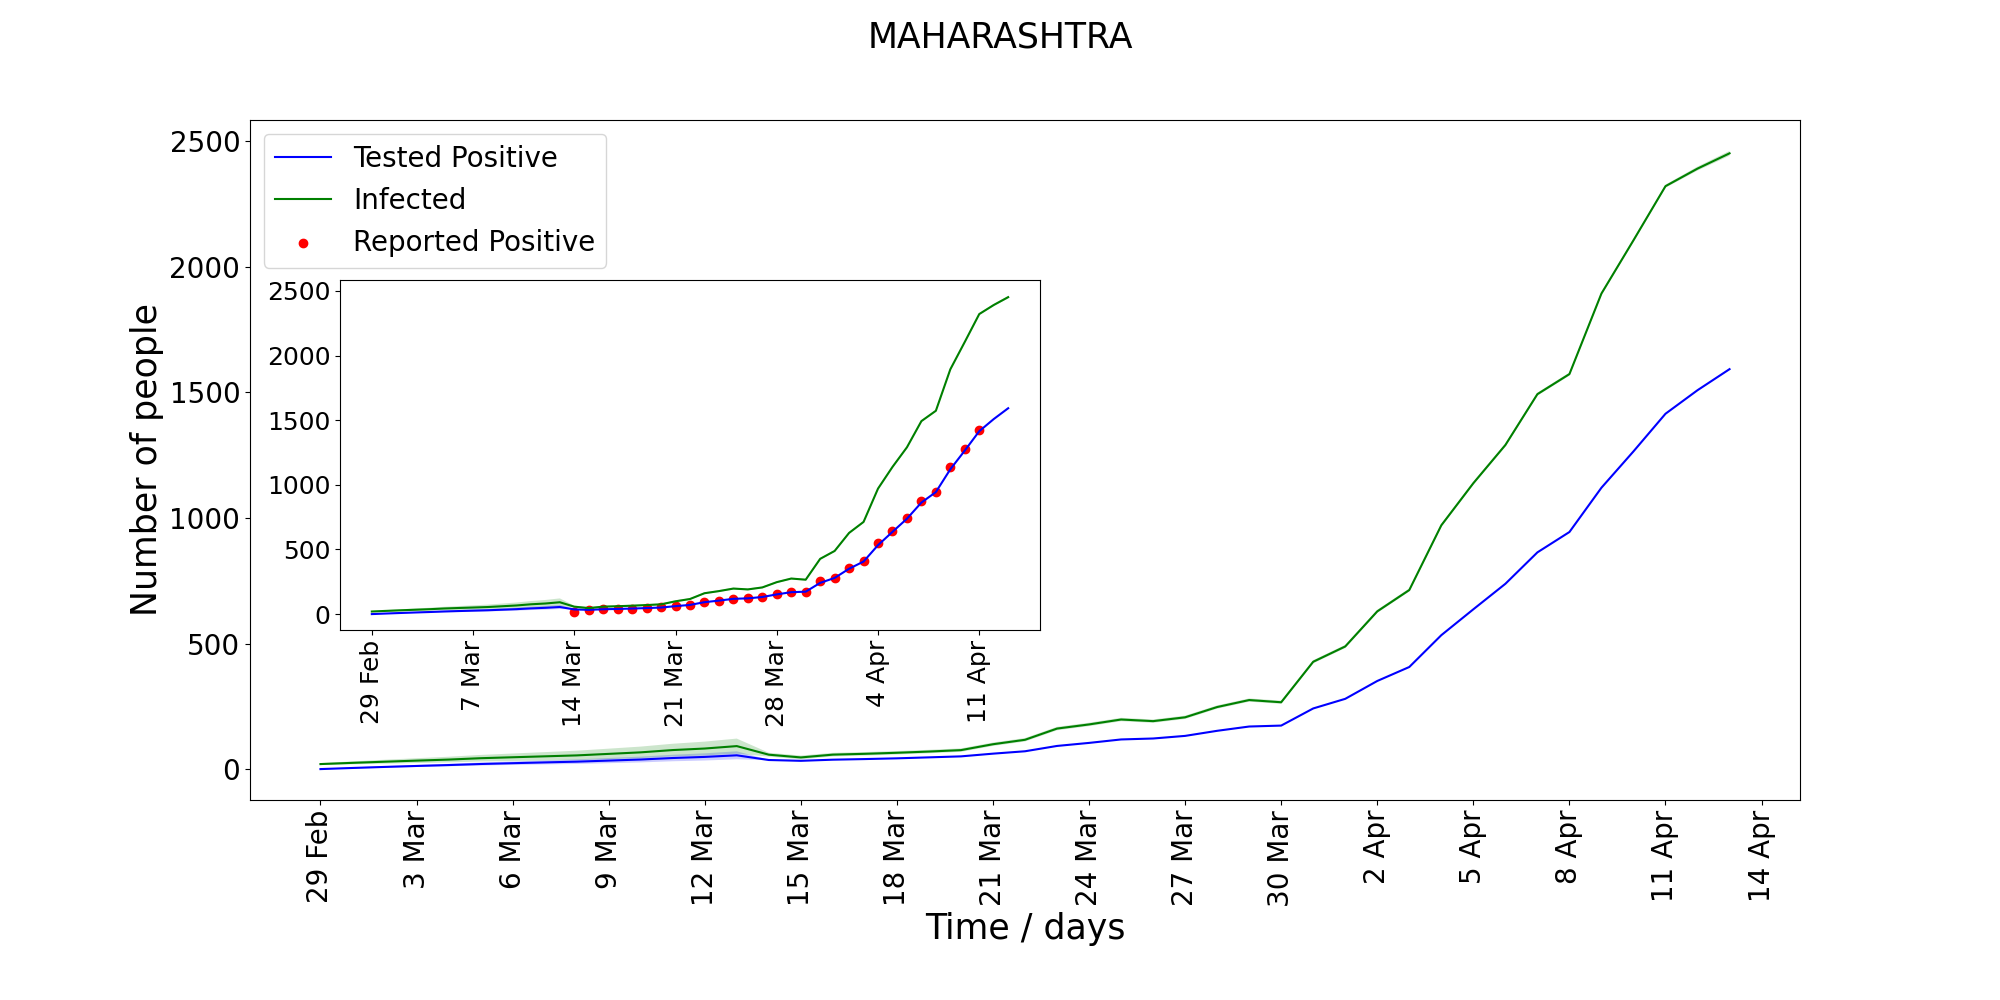 MAHARASHTRA
Tested Positive
Infected
Reported Positive
Number of people
2500
2000
1500
1000
500
0
2500
2000
1500
1000
500
0
29 Feb
7 Mar
14 Mar
21 Mar
28 Mar
4 Apr
11 Apr
29 Feb
3 Mar
6 Mar
9 Mar
12 Mar
15 Mar
18 Mar
21 Mar
24 Mar
27 Mar
30 Mar
2 Apr
5 Apr
8 Apr
11 Apr
14 Apr
Time / days